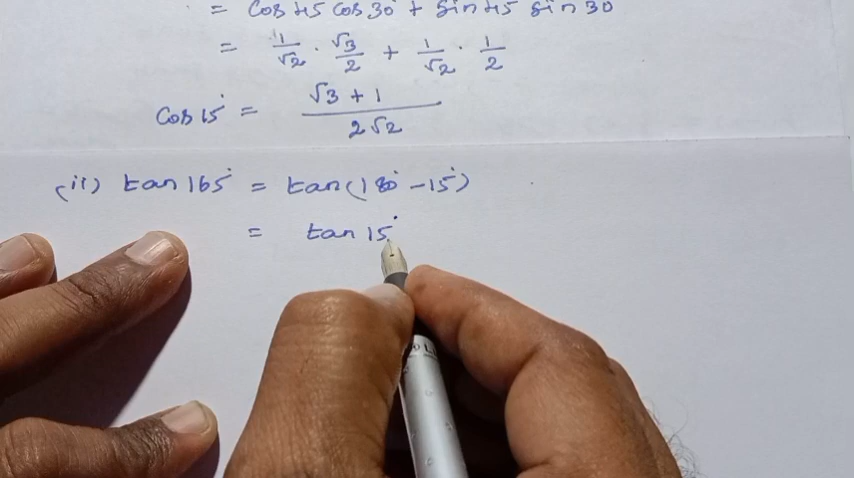 = cos 45 cos 30 + sin 45 sin 30
= 1/√2 · √3/2 + 1/√2 · 1/2
cos 15° = √3 + 1 / 2√2
(ii) tan 165° = tan (180° - 15°)
= tan 15°